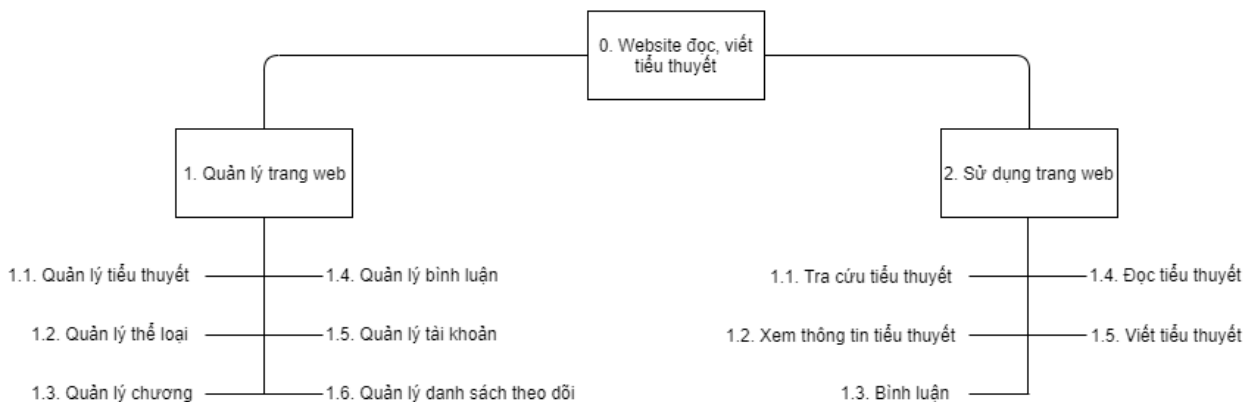 0. Website đọc, viết
tiểu thuyết
1. Quản lý trang web
2. Sử dụng trang web
1.1. Quản lý tiểu thuyết
1.4. Quản lý bình luận
1.2. Quản lý thể loại
1.5. Quản lý tài khoản
1.3. Quản lý chương
1.6. Quản lý danh sách theo dõi
1.1. Tra cứu tiểu thuyết
1.4. Đọc tiểu thuyết
1.2. Xem thông tin tiểu thuyết
1.5. Viết tiểu thuyết
1.3. Bình luận